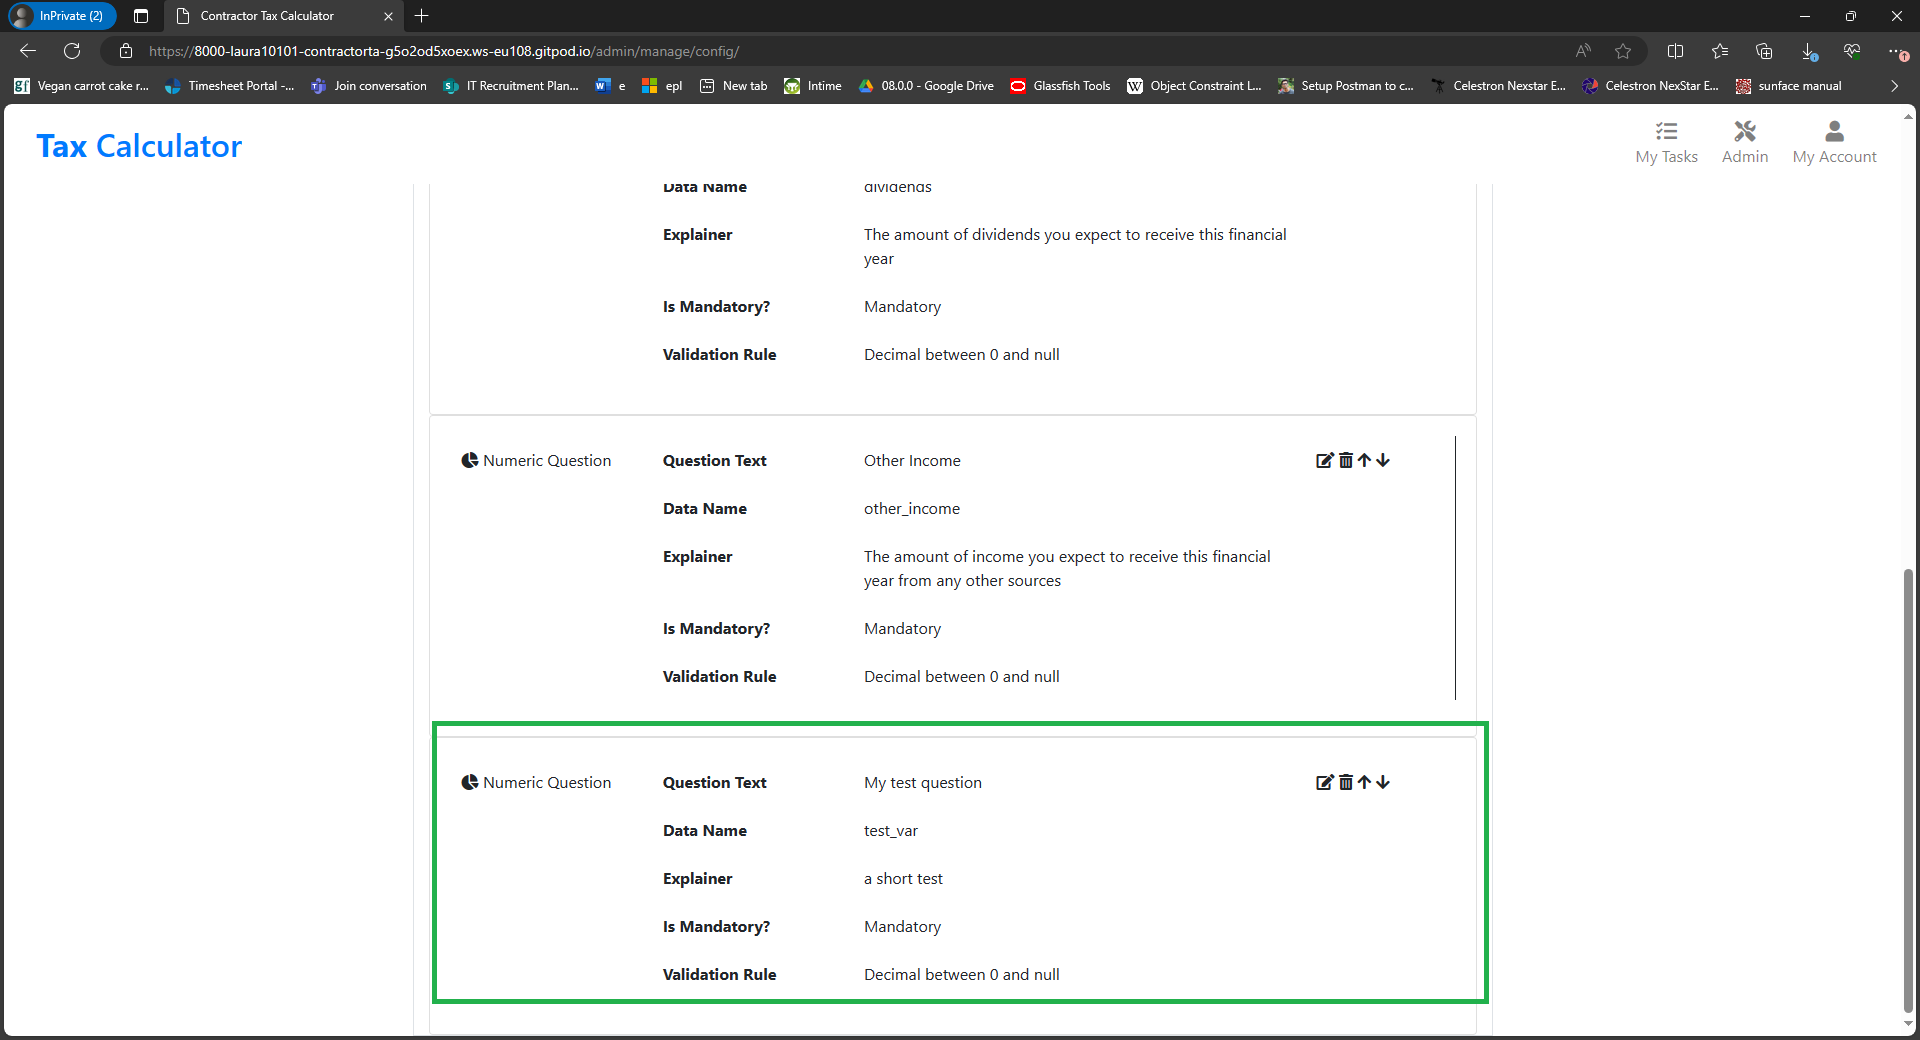 InPrivate (2)
Contractor Tax Calculator
https://8000-laura10101-contractorta-g5o2od5xoex.ws-eu108.gitpod.io/admin/manage/config/
Vegan carrot cake r... Timesheet Portal -... Join conversation IT Recruitment Plan... e epl New tab Intime 08.0.0 - Google Drive Glassfish Tools Object Constraint L... Setup Postman to c... Celestron Nexstar E... Celestron NexStar E... sunface manual
Tax Calculator
My Tasks Admin My Account
Data Name dividends
Explainer The amount of dividends you expect to receive this financial
year
Is Mandatory? Mandatory
Validation Rule Decimal between 0 and null
Numeric Question Question Text Other Income
Data Name other_income
Explainer The amount of income you expect to receive this financial
year from any other sources
Is Mandatory? Mandatory
Validation Rule Decimal between 0 and null
Numeric Question Question Text My test question
Data Name test_var
Explainer a short test
Is Mandatory? Mandatory
Validation Rule Decimal between 0 and null